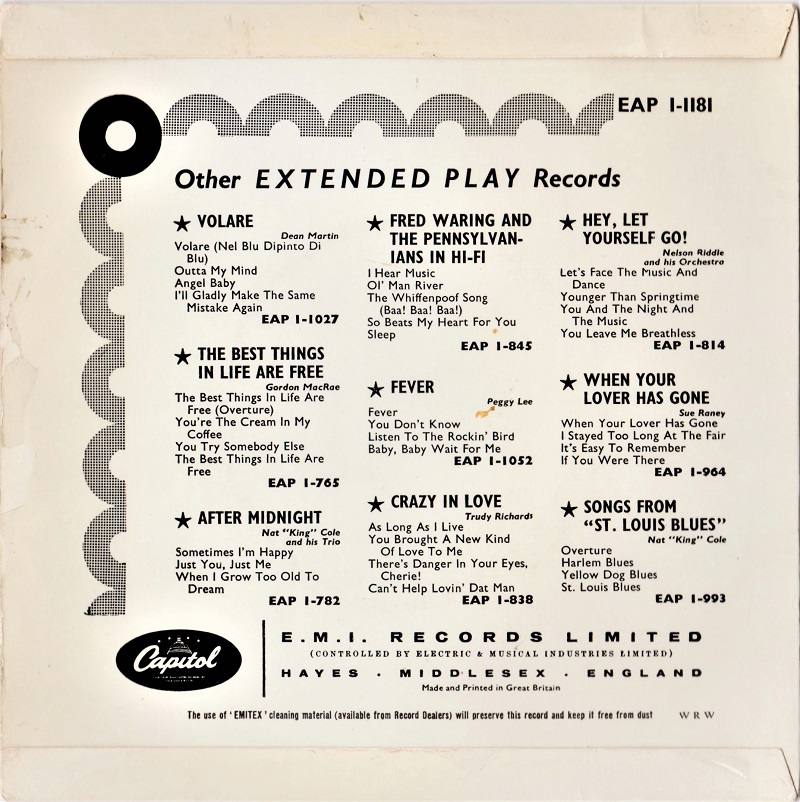 EAP 1-1181
Other EXTENDED PLAY Records
★ VOLARE
Dean Martin
Volare (Nel Blu Dipinto Di
Blu)
Outta My Mind
Angel Baby
I'll Gladly Make The Same
Mistake Again
EAP 1-1027
★ THE BEST THINGS
IN LIFE ARE FREE
Gordon MacRae
The Best Things In Life Are
Free (Overture)
You're The Cream In My
Coffee
You Try Somebody Else
The Best Things In Life Are
Free
EAP 1-765
★ AFTER MIDNIGHT
Nat "King" Cole
and his Trio
Sometimes I'm Happy
Just You, Just Me
When I Grow Too Old To
Dream
EAP 1-782
★ FRED WARING AND
THE PENNSYLVAN-
IANS IN HI-FI
I Hear Music
Ol' Man River
The Whiffenpoof Song
(Baa! Baa! Baa!)
So Beats My Heart For You
Sleep
EAP 1-845
★ FEVER
Peggy Lee
Fever
You Don't Know
Listen To The Rockin' Bird
Baby, Baby Wait For Me
EAP 1-1052
★ CRAZY IN LOVE
Trudy Richards
As Long As I Live
You Brought A New Kind
Of Love To Me
There's Danger In Your Eyes,
Cherie!
Can't Help Lovin' Dat Man
EAP 1-838
★ HEY, LET
YOURSELF GO!
Nelson Riddle
and his Orchestra
Let's Face The Music And
Dance
Younger Than Springtime
You And The Night And
The Music
You Leave Me Breathless
EAP 1-814
★ WHEN YOUR
LOVER HAS GONE
Sue Raney
When Your Lover Has Gone
I Stayed Too Long At The Fair
It's Easy To Remember
If You Were There
EAP 1-964
★ SONGS FROM
"ST. LOUIS BLUES"
Nat "King" Cole
Overture
Harlem Blues
Yellow Dog Blues
St. Louis Blues
EAP 1-993
Capitol
E.M.I. RECORDS LIMITED
(CONTROLLED BY ELECTRIC & MUSICAL INDUSTRIES LIMITED)
HAYES . MIDDLESEX . ENGLAND
Made and Printed in Great Britain
The use of 'EMITEX' cleaning material (available from Record Dealers) will preserve this record and keep it free from dust
W R W